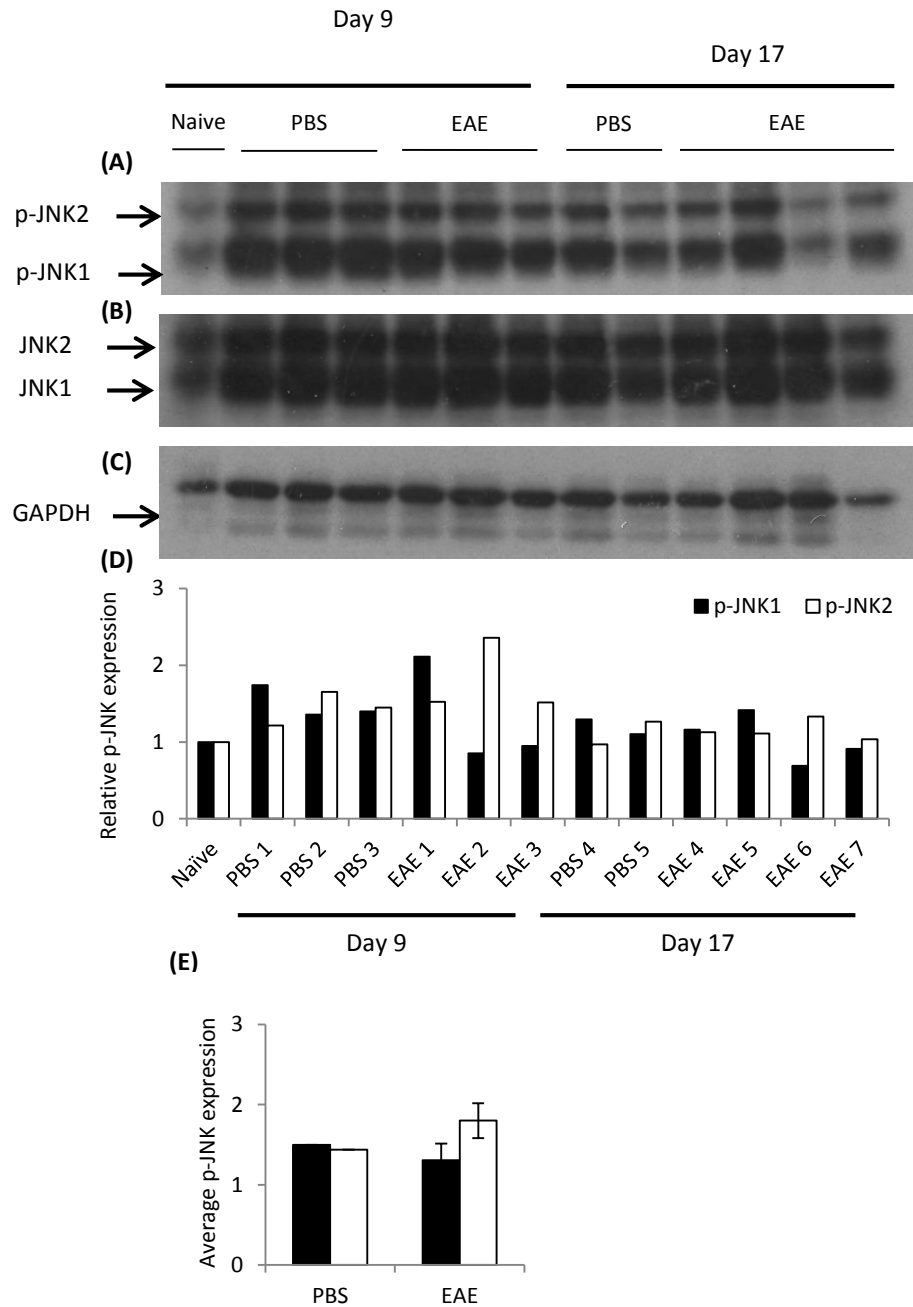 Day 9
Day 17
Naive PBS EAE PBS EAE
(A)
p-JNK2
p-JNK1
(B)
JNK2
JNK1
(C)
GAPDH
(D)
Relative p-JNK expression
3
2
1
0
p-JNK1 p-JNK2
Naïve PBS 1 PBS 2 PBS 3 EAE 1 EAE 2 EAE 3 PBS 4 PBS 5 EAE 4 EAE 5 EAE 6 EAE 7
Day 9 Day 17
(E)
Average p-JNK expression
3
2
1
0
PBS EAE